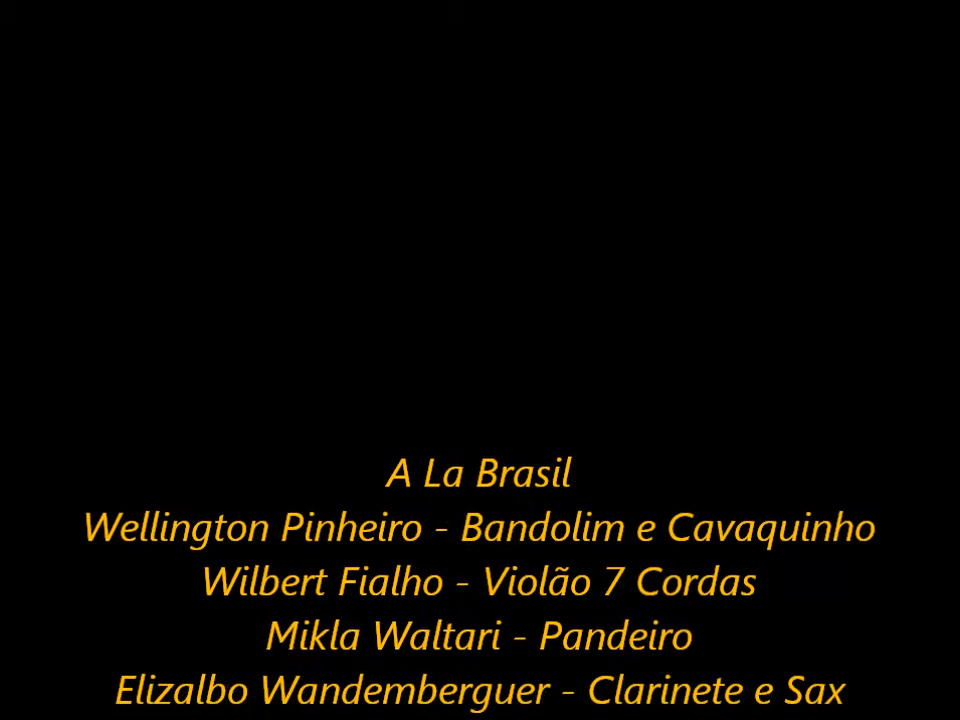 A La Brasil
Wellington Pinheiro - Bandolim e Cavaquinho
Wilbert Fialho - Violão 7 Cordas
Mikla Waltari - Pandeiro
Elizalbo Wandemberguer - Clarinete e Sax